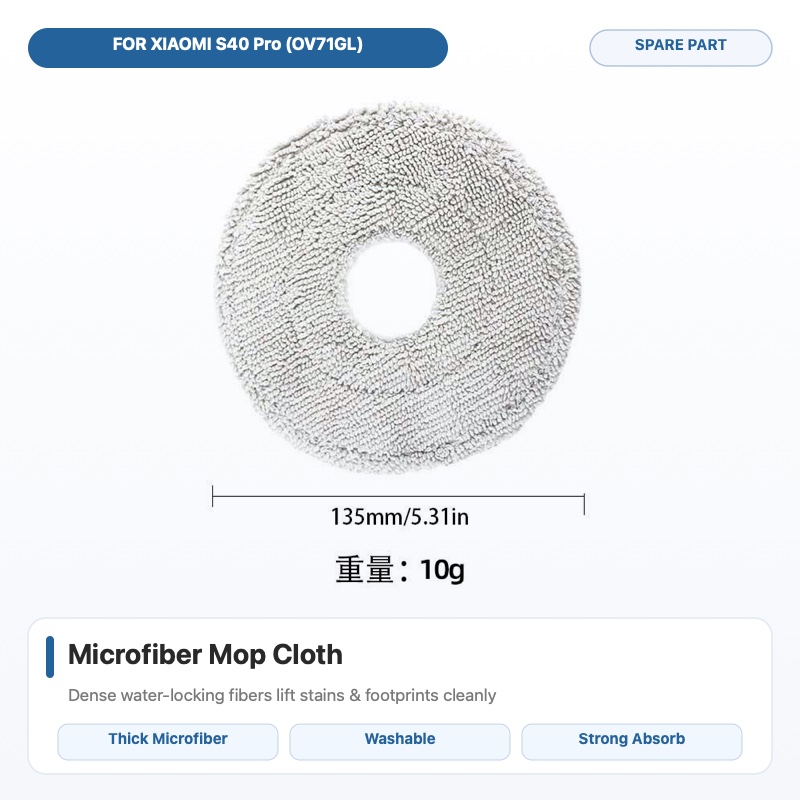 FOR XIAOMI S40 Pro (OV71GL)
SPARE PART
135mm/5.31in
重量：10g
Microfiber Mop Cloth
Dense water-locking fibers lift stains & footprints cleanly
Thick Microfiber
Washable
Strong Absorb